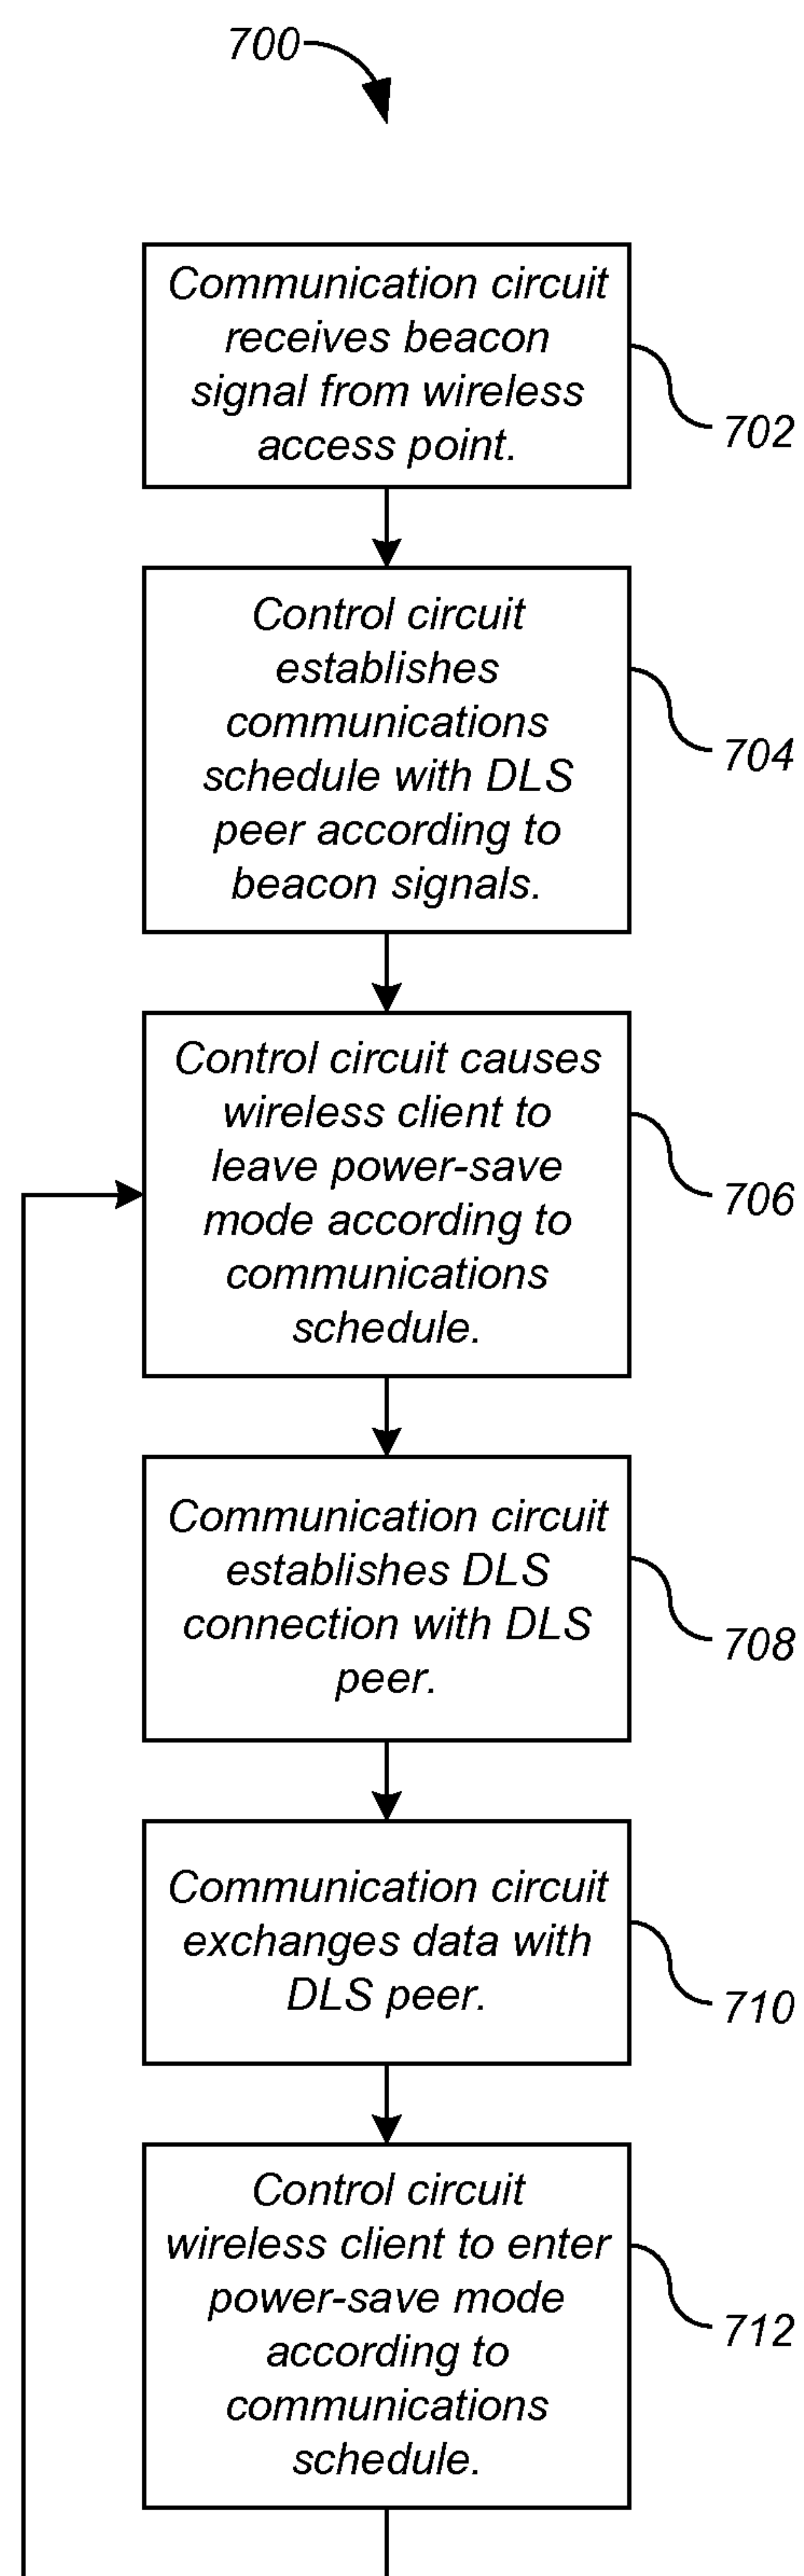 700
Communication circuit
receives beacon
signal from wireless
access point.
702
Control circuit
establishes
communications
schedule with DLS
peer according to
beacon signals.
704
Control circuit causes
wireless client to
leave power-save
mode according to
communications
schedule.
706
Communication circuit
establishes DLS
connection with DLS
peer.
708
Communication circuit
exchanges data with
DLS peer.
710
Control circuit
wireless client to enter
power-save mode
according to
communications
schedule.
712